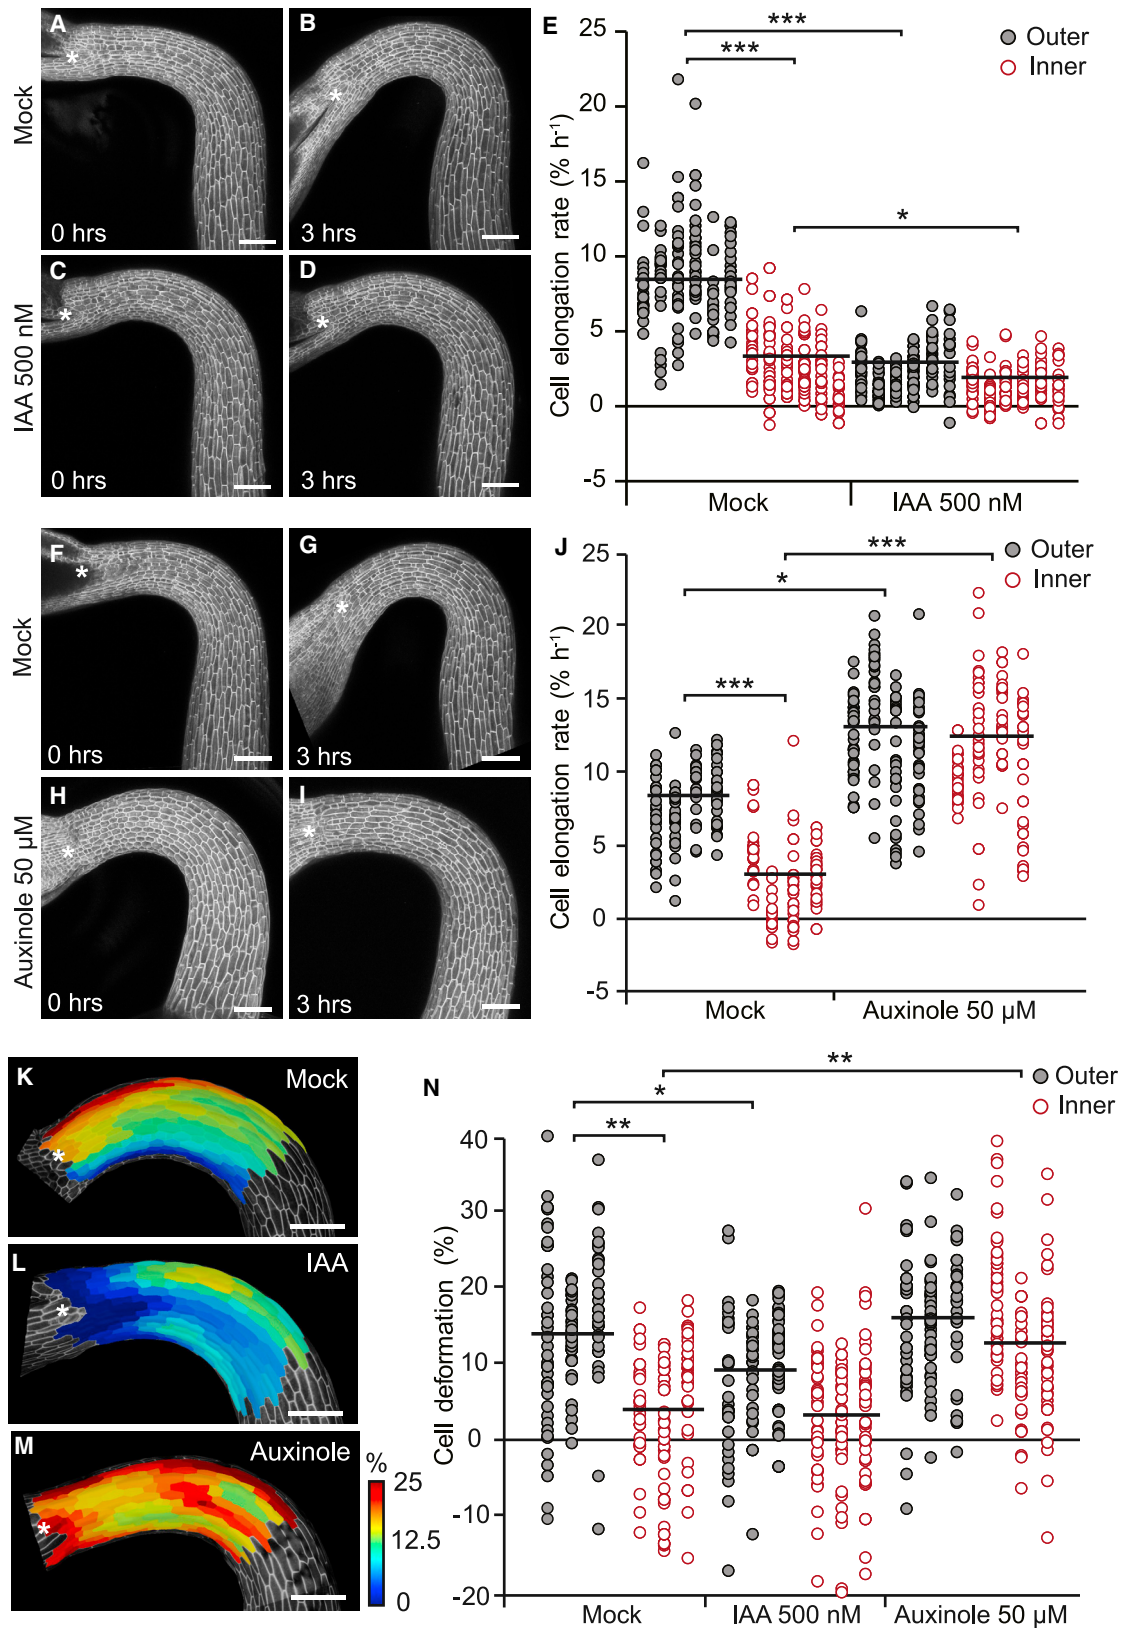 A
B
Mock
*
*
0 hrs
3 hrs
C
D
IAA 500 nM
*
*
0 hrs
3 hrs
E
Outer
Inner
***
***
*
Cell elongation rate (% h-1)
25
20
15
10
5
0
-5
Mock
IAA 500 nM
F
G
Mock
*
*
0 hrs
3 hrs
H
I
Auxinole 50 µM
*
*
0 hrs
3 hrs
J
Outer
Inner
***
*
***
Cell elongation rate (% h-1)
25
20
15
10
5
0
-5
Mock
Auxinole 50 µM
K
Mock
*
L
IAA
*
M
Auxinole
*
%
25
12.5
0
N
Outer
Inner
**
*
**
Cell deformation (%)
40
30
20
10
0
-10
-20
Mock
IAA 500 nM
Auxinole 50 µM